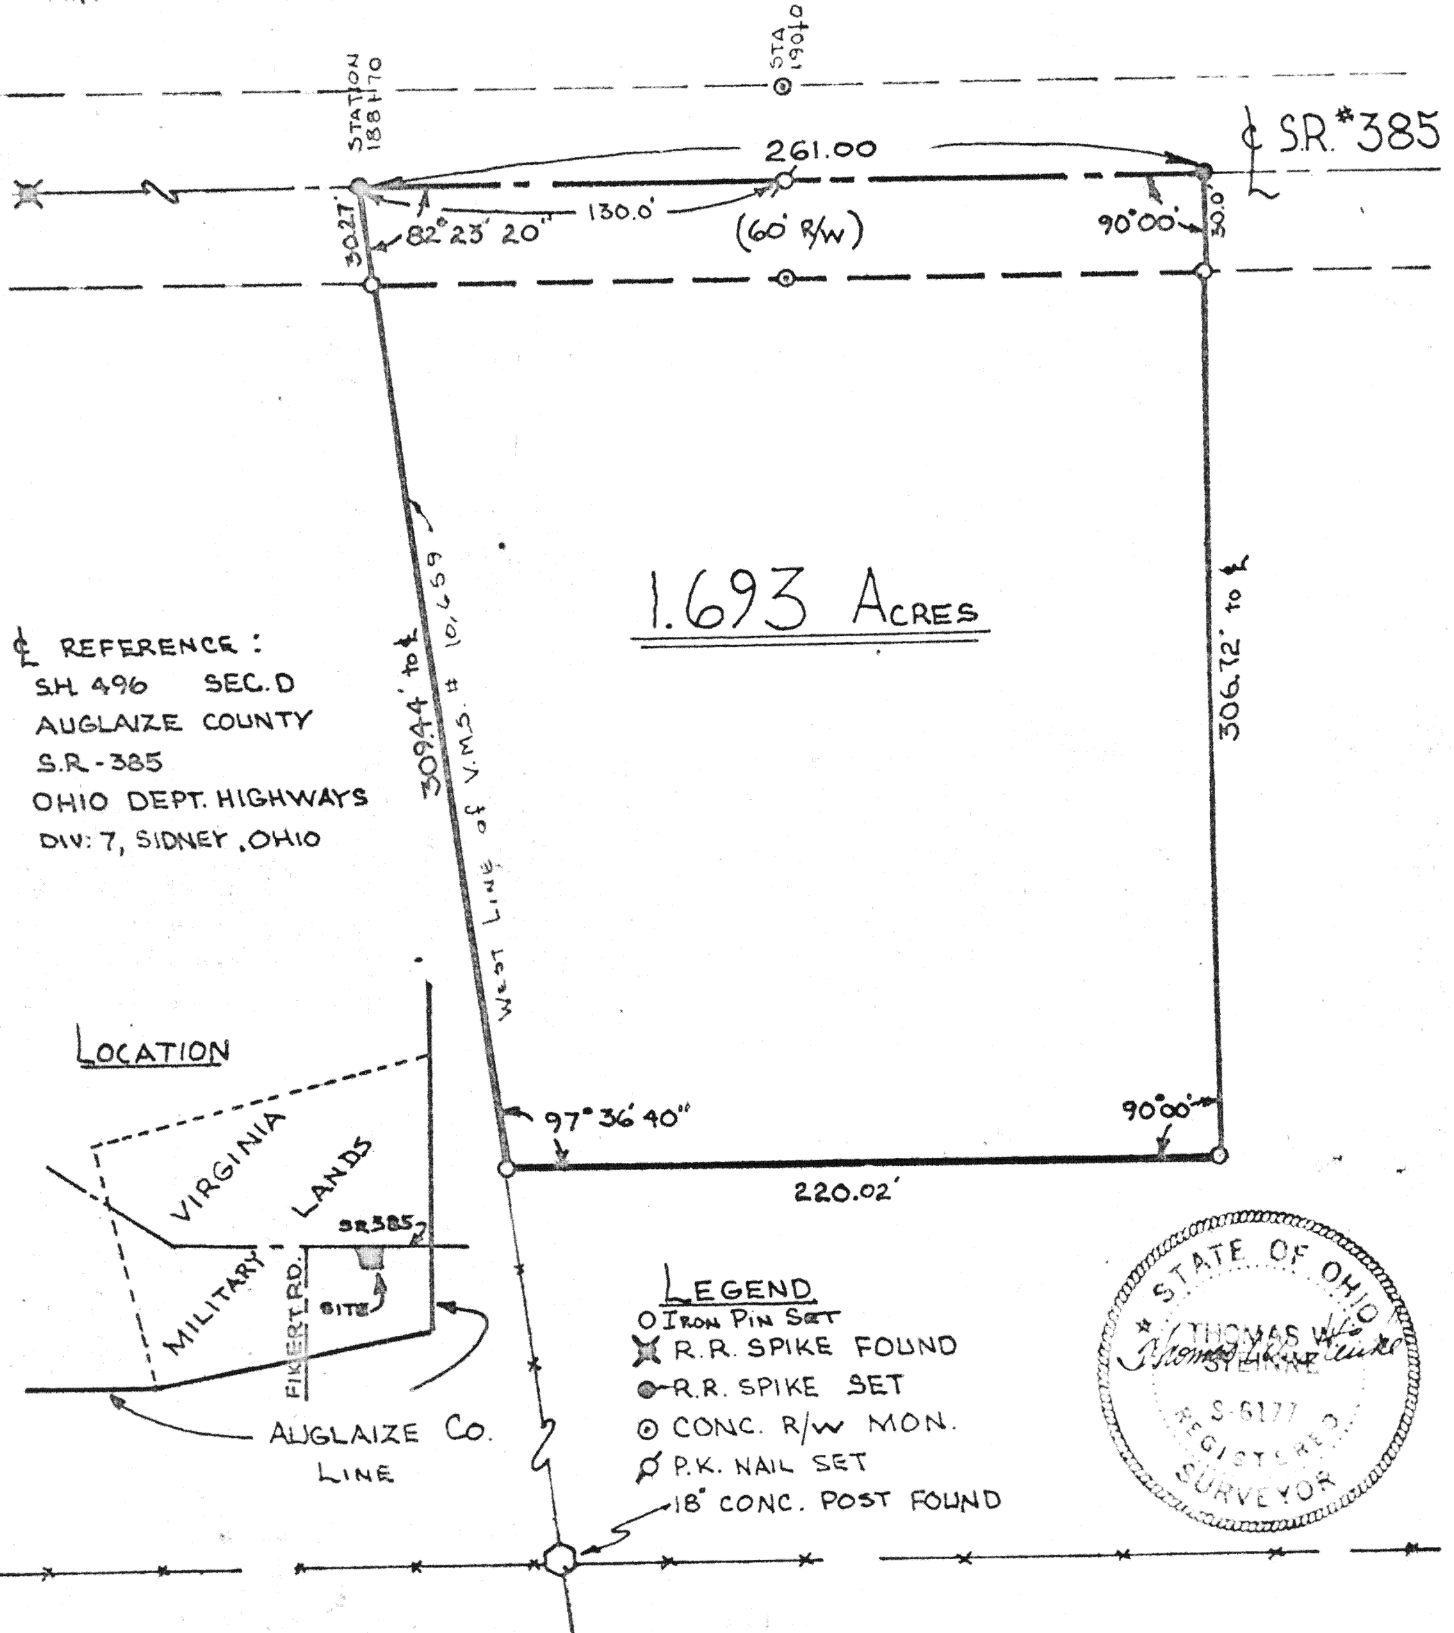 STA
190+0
STATION
188+70
℄ S.R. #385
261.00
130.0'
30.27'
82°23'20"
(60' R/W)
90°00'
30.0'
1.693 ACRES
309.44' to ℄
WEST LINE of V.M.S. # 10,659
306.72' to ℄
℄ REFERENCE:
S.H. 496 SEC. D
AUGLAIZE COUNTY
S.R.-385
OHIO DEPT. HIGHWAYS
DIV: 7, SIDNEY, OHIO
97°36'40"
90°00'
220.02'
LOCATION
VIRGINIA
MILITARY
LANDS
SR385
FIKERT RD.
SITE
AUGLAIZE CO.
LINE
LEGEND
IRON PIN SET
R.R. SPIKE FOUND
R.R. SPIKE SET
CONC. R/W MON.
P.K. NAIL SET
18" CONC. POST FOUND
STATE OF OHIO
THOMAS W.
STEINKE
S-6177
REGISTERED
SURVEYOR